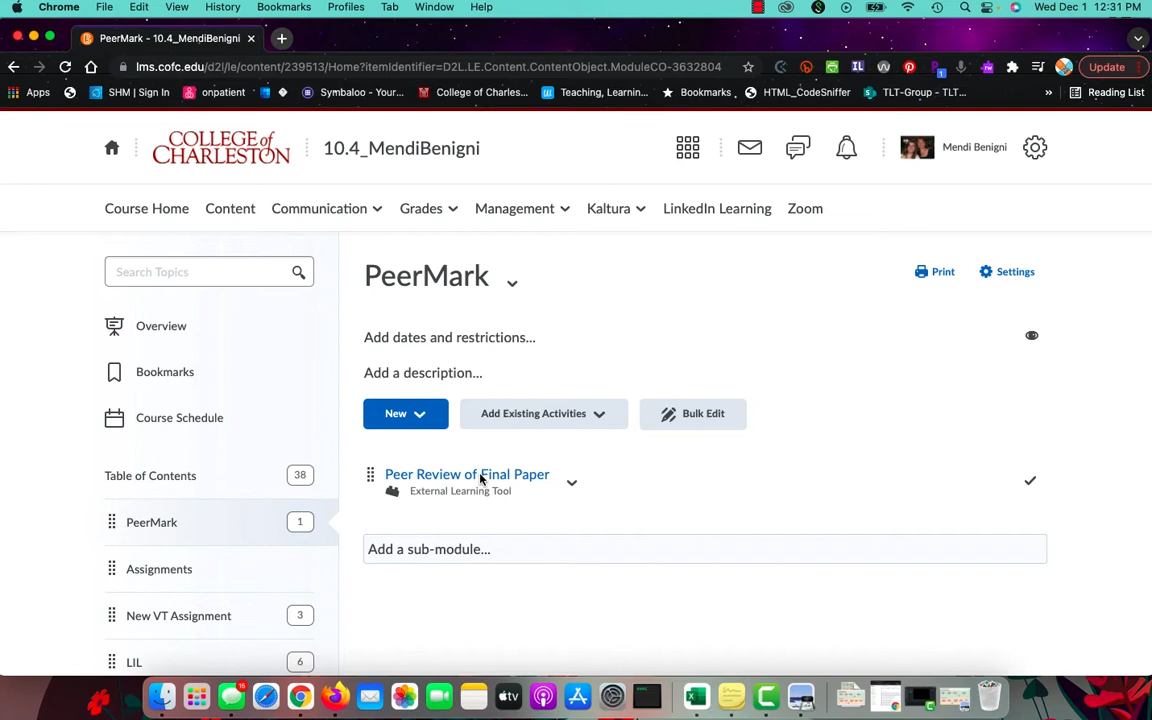 Chrome File Edit View History Bookmarks Profiles Tab Window Help Wed Dec 1 12:31 PM
PeerMark - 10.4_MendiBenigni
lms.cofc.edu/d2l/le/content/239513/Home?itemIdentifier=D2L.LE.Content.ContentObject.ModuleCO-3632804 Update
Apps SHM | Sign In onpatient Symbaloo - Your... College of Charles... Teaching, Learnin... Bookmarks HTML_CodeSniffer TLT-Group - TLT... » Reading List
COLLEGE of
CHARLESTON
10.4_MendiBenigni
Mendi Benigni
Course Home Content Communication Grades Management Kaltura LinkedIn Learning Zoom
Search Topics
Overview
Bookmarks
Course Schedule
Table of Contents 38
PeerMark 1
Assignments
New VT Assignment 3
LIL 6
PeerMark
Print Settings
Add dates and restrictions...
Add a description...
New Add Existing Activities Bulk Edit
Peer Review of Final Paper
External Learning Tool
Add a sub-module...
16
tv